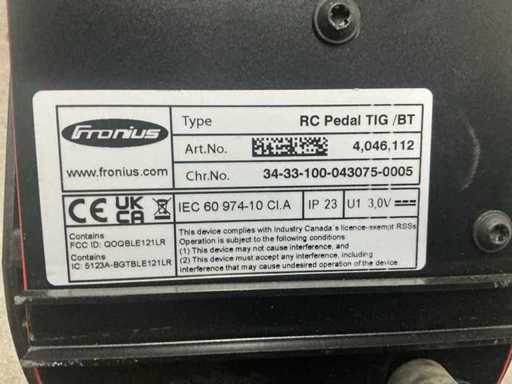 Fronius
www.fronius.com
Type RC Pedal TIG /BT
Art.No. 4,046,112
Chr.No. 34-33-100-043075-0005
CE UK CA
IEC 60 974-10 Cl.A IP 23 U1 3,0V
Contains
FCC ID: QOQBLE121LR
Contains
IC: 5123A-BGTBLE121LR
This device complies with Industry Canada´s licence-exempt RSSs
Operation is subject to the following conditions:
(1) This device may not cause interference, and
(2) This device must accept any interference, including
interference that may cause undesired operation of the device